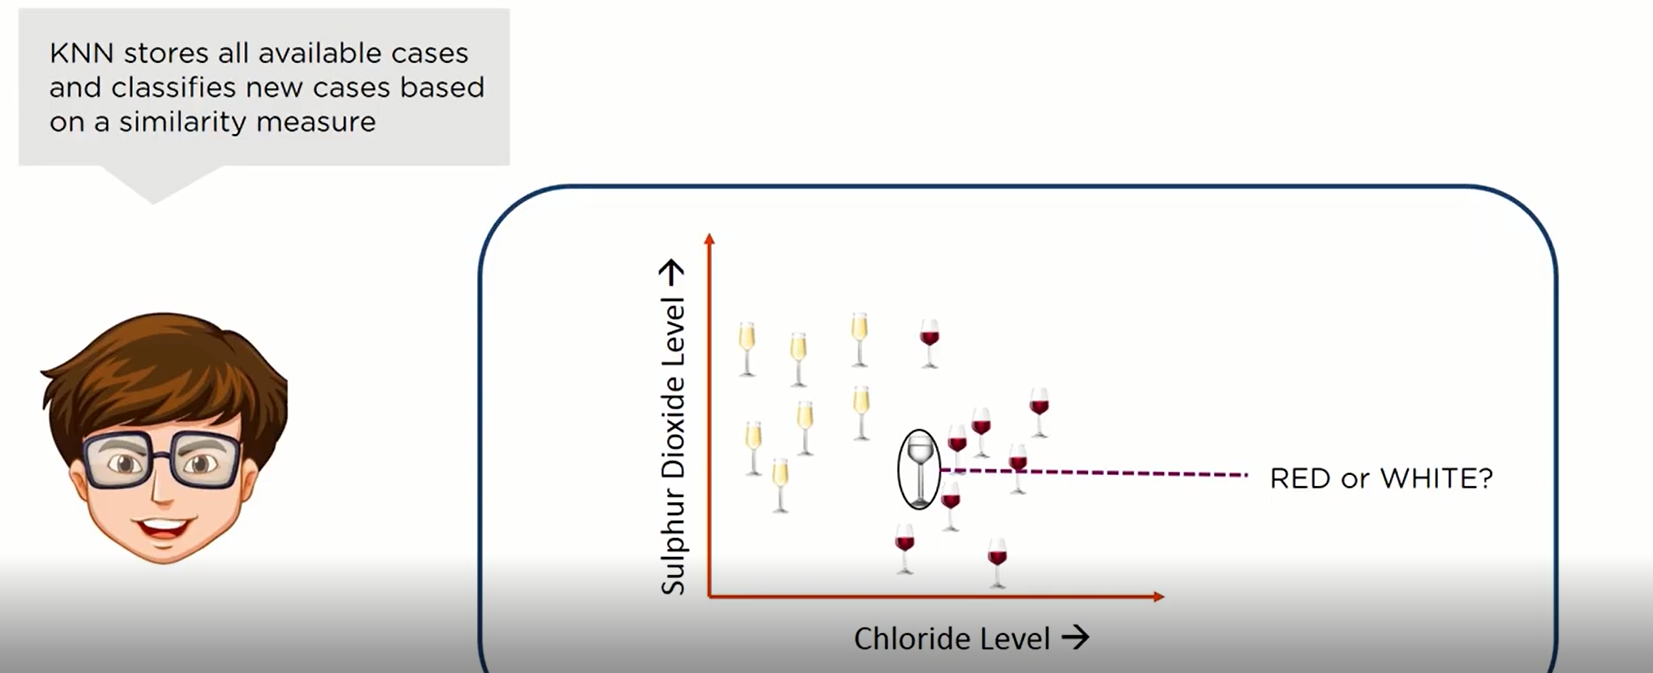 KNN stores all available cases
and classifies new cases based
on a similarity measure
Sulphur Dioxide Level →
RED or WHITE?
Chloride Level →